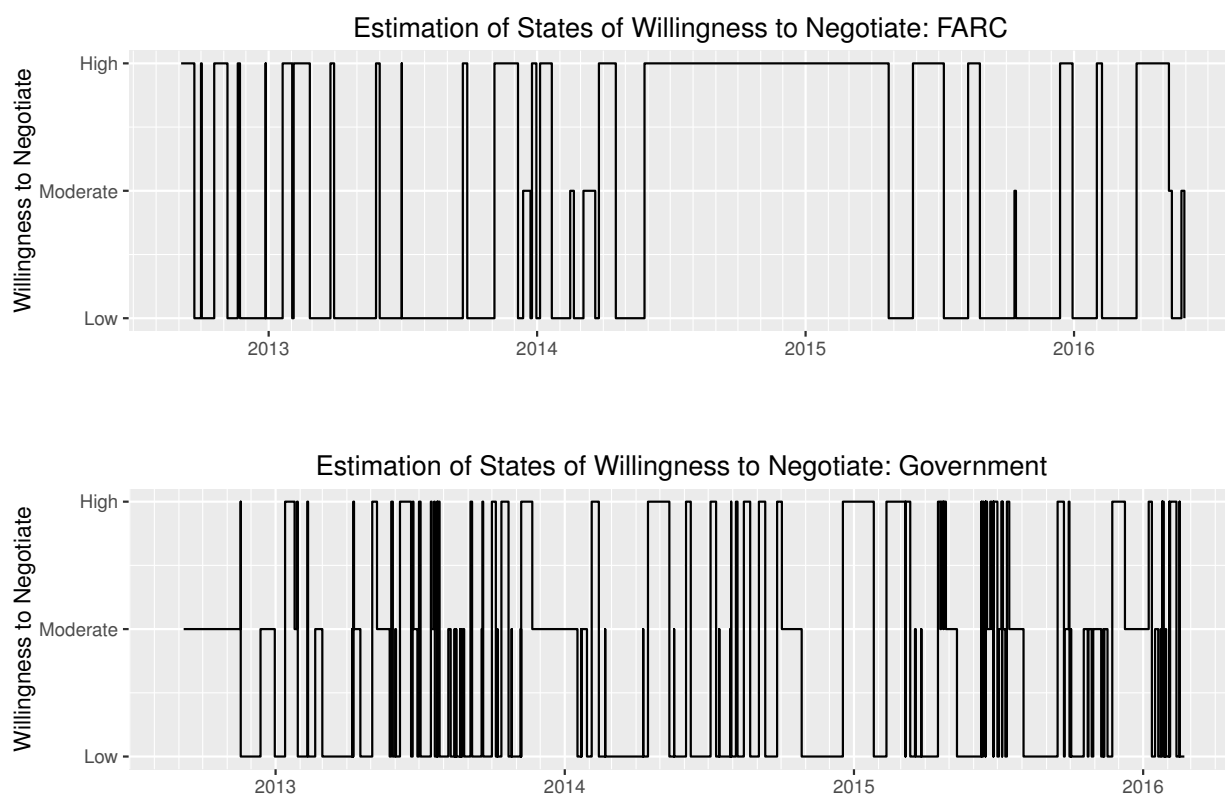 Estimation of States of Willingness to Negotiate: FARC
Willingness to Negotiate
High
Moderate
Low
2013 2014 2015 2016
Estimation of States of Willingness to Negotiate: Government
Willingness to Negotiate
High
Moderate
Low
2013 2014 2015 2016